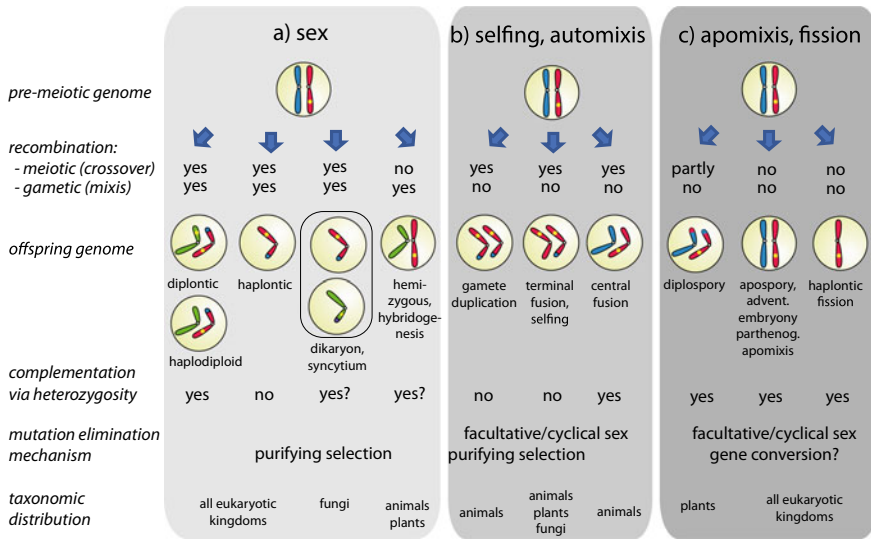 a) sex
b) selfing, automixis
c) apomixis, fission
pre-meiotic genome
recombination:
- meiotic (crossover)
yes yes yes no
yes yes yes
partly no no
- gametic (mixis)
yes yes yes yes
no no no
no no no
offspring genome
diplontic
haplodiploid
haplontic
dikaryon,
syncytium
hemi-
zygous,
hybridoge-
nesis
gamete
duplication
terminal
fusion,
selfing
central
fusion
diplospory
apospory,
advent.
embryony
parthenog.
apomixis
haplontic
fission
complementation
via heterozygosity
yes no yes? yes?
no no yes
yes yes yes
mutation elimination
mechanism
purifying selection
facultative/cyclical sex
purifying selection
facultative/cyclical sex
gene conversion?
taxonomic
distribution
all eukaryotic
kingdoms
fungi
animals
plants
animals
animals
plants
fungi
animals
plants
all eukaryotic
kingdoms